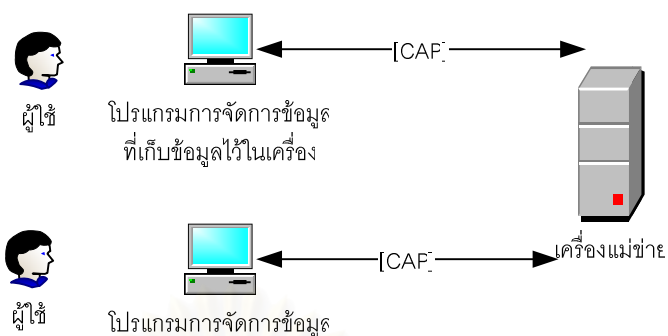 [CAP]
ผู้ใช้
โปรแกรมการจัดการข้อมูล
ที่เก็บข้อมูลไว้ในเครื่อง
เครื่องแม่ข่าย
[CAP]
ผู้ใช้
โปรแกรมการจัดการข้อมูล